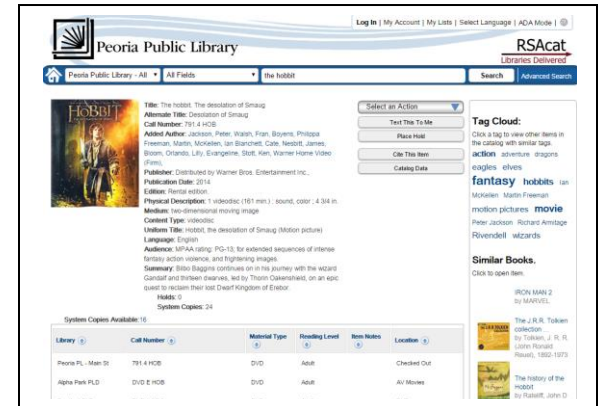 Log In | My Account | My Lists | Select Language | ADA Mode |
Peoria Public Library
RSAcat
Libraries Delivered
Peoria Public Library - All
All Fields
the hobbit
Search
Advanced Search
HOBBIT
Title: The hobbit, The desolation of Smaug
Alternate Title: Desolation of Smaug
Call Number: 791.4 HOB
Added Author: Jackson, Peter, Walsh, Fran, Boyens, Philippa
Freeman, Martin, McKellen, Ian Blanchett, Cate, Nesbitt, James,
Bloom, Orlando, Lilly, Evangeline, Stott, Ken, Warner Home Video
(Firm),
Publisher: Distributed by Warner Bros. Entertainment Inc.,
Publication Date: 2014
Edition: Rental edition.
Physical Description: 1 videodisc (161 min.) : sound, color ; 4 3/4 in.
Medium: two-dimensional moving image
Content Type: videodisc
Uniform Title: Hobbit, the desolation of Smaug (Motion picture)
Language: English
Audience: MPAA rating: PG-13; for extended sequences of intense
fantasy action violence, and frightening images.
Summary: Bilbo Baggins continues on in his journey with the wizard
Gandalf and thirteen dwarves, led by Thorin Oakenshield, on an epic
quest to reclaim their lost Dwarf Kingdom of Erebor.
Holds: 0
System Copies: 24
System Copies Available:16
Select an Action
Text This To Me
Place Hold
Cite This Item
Catalog Data
Tag Cloud:
Click a tag to view other items in
the catalog with similar tags.
action adventure dragons
eagles elves
fantasy hobbits Ian
McKellen Martin Freeman
motion pictures movie
Peter Jackson Richard Armitage
Rivendell wizards
Similar Books.
Click to open item.
IRON MAN 2
by MARVEL
The J.R.R. Tolkien
collection
by Tolkien, J. R. R.
(John Ronald
Reuel), 1892-1973
The history of the
Hobbit
by Rateliff, John D
Library
Call Number
Material Type
Reading Level
Item Notes
Location
Peoria PL - Main St
791.4 HOB
DVD
Adult
Checked Out
Alpha Park PLD
DVD E HOB
DVD
Adult
AV Movies